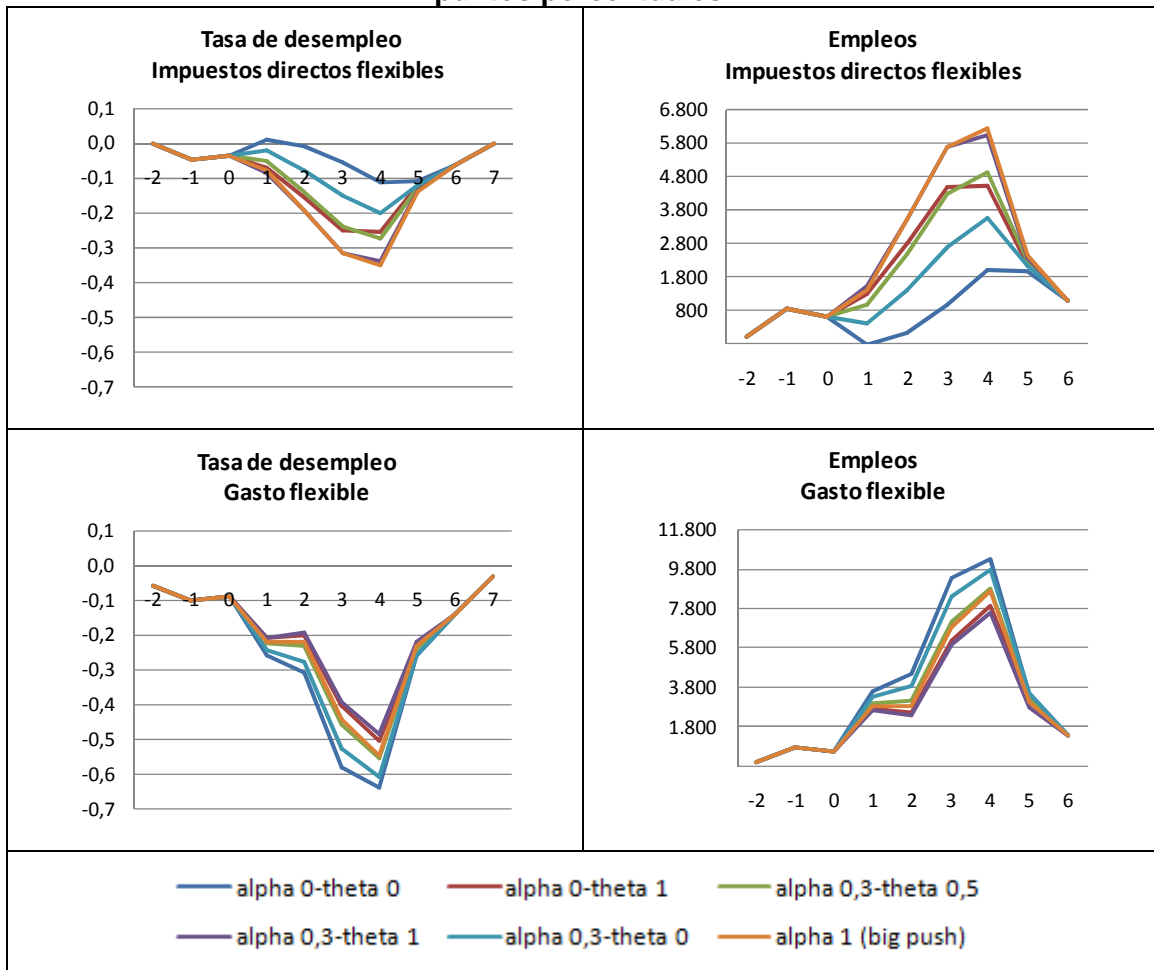 Tasa de desempleo
Impuestos directos flexibles
0,1
0,0
-0,1
-0,2
-0,3
-0,4
-0,5
-0,6
-0,7
-2 -1 0 1 2 3 4 5 6 7
Empleos
Impuestos directos flexibles
6.800
5.800
4.800
3.800
2.800
1.800
800
-2 -1 0 1 2 3 4 5 6
Tasa de desempleo
Gasto flexible
0,1
0,0
-0,1
-0,2
-0,3
-0,4
-0,5
-0,6
-0,7
-2 -1 0 1 2 3 4 5 6 7
Empleos
Gasto flexible
11.800
9.800
7.800
5.800
3.800
1.800
-2 -1 0 1 2 3 4 5 6
alpha 0-theta 0 alpha 0-theta 1 alpha 0,3-theta 0,5
alpha 0,3-theta 1 alpha 0,3-theta 0 alpha 1 (big push)